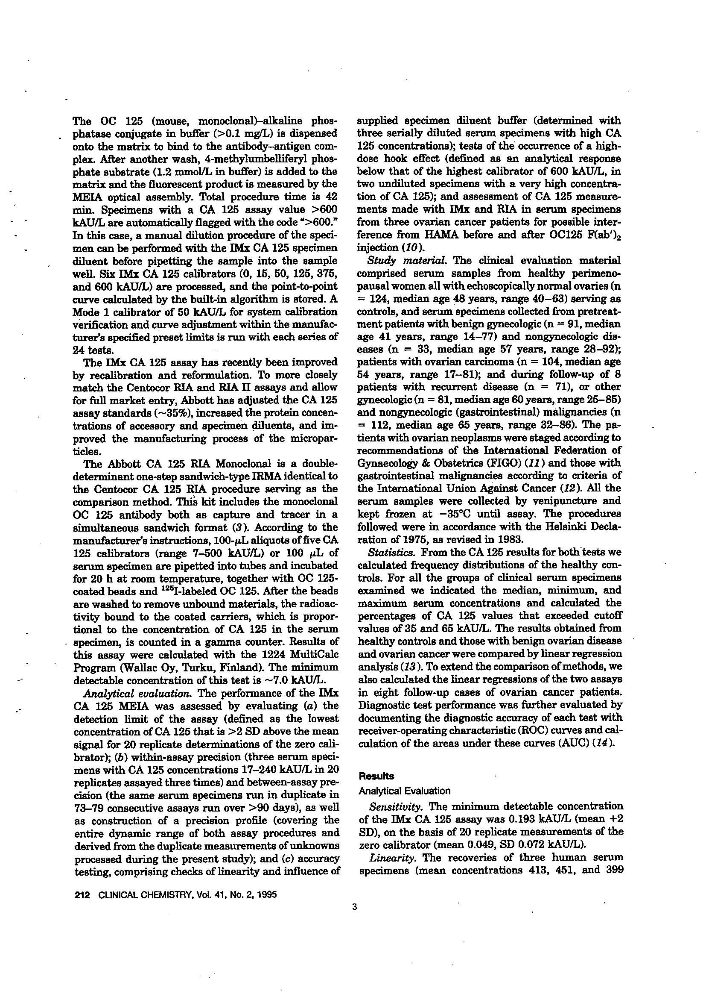 The OC 125 (mouse, monoclonal)–alkaline phos-
phatase conjugate in buffer (>0.1 mg/L) is dispensed
onto the matrix to bind to the antibody–antigen com-
plex. After another wash, 4-methylumbelliferyl phos-
phate substrate (1.2 mmol/L in buffer) is added to the
matrix and the fluorescent product is measured by the
MEIA optical assembly. Total procedure time is 42
min. Specimens with a CA 125 assay value >600
kAU/L are automatically flagged with the code “>600.”
In this case, a manual dilution procedure of the speci-
men can be performed with the IMx CA 125 specimen
diluent before pipetting the sample into the sample
well. Six IMx CA 125 calibrators (0, 15, 50, 125, 375,
and 600 kAU/L) are processed, and the point-to-point
curve calculated by the built-in algorithm is stored. A
Mode 1 calibrator of 50 kAU/L for system calibration
verification and curve adjustment within the manufac-
turer's specified preset limits is run with each series of
24 tests.
The IMx CA 125 assay has recently been improved
by recalibration and reformulation. To more closely
match the Centocor RIA and RIA II assays and allow
for full market entry, Abbott has adjusted the CA 125
assay standards (~35%), increased the protein concen-
trations of accessory and specimen diluents, and im-
proved the manufacturing process of the micropar-
ticles.
The Abbott CA 125 RIA Monoclonal is a double-
determinant one-step sandwich-type IRMA identical to
the Centocor CA 125 RIA procedure serving as the
comparison method. This kit includes the monoclonal
OC 125 antibody both as capture and tracer in a
simultaneous sandwich format (3). According to the
manufacturer's instructions, 100-μL aliquots of five CA
125 calibrators (range 7–500 kAU/L) or 100 μL of
serum specimen are pipetted into tubes and incubated
for 20 h at room temperature, together with OC 125-
coated beads and ¹²⁵I-labeled OC 125. After the beads
are washed to remove unbound materials, the radioac-
tivity bound to the coated carriers, which is propor-
tional to the concentration of CA 125 in the serum
specimen, is counted in a gamma counter. Results of
this assay were calculated with the 1224 MultiCalc
Program (Wallac Oy, Turku, Finland). The minimum
detectable concentration of this test is ~7.0 kAU/L.
Analytical evaluation. The performance of the IMx
CA 125 MEIA was assessed by evaluating (a) the
detection limit of the assay (defined as the lowest
concentration of CA 125 that is >2 SD above the mean
signal for 20 replicate determinations of the zero cali-
brator); (b) within-assay precision (three serum speci-
mens with CA 125 concentrations 17–240 kAU/L in 20
replicates assayed three times) and between-assay pre-
cision (the same serum specimens run in duplicate in
73–79 consecutive assays run over >90 days), as well
as construction of a precision profile (covering the
entire dynamic range of both assay procedures and
derived from the duplicate measurements of unknowns
processed during the present study); and (c) accuracy
testing, comprising checks of linearity and influence of
supplied specimen diluent buffer (determined with
three serially diluted serum specimens with high CA
125 concentrations); tests of the occurrence of a high-
dose hook effect (defined as an analytical response
below that of the highest calibrator of 600 kAU/L, in
two undiluted specimens with a very high concentra-
tion of CA 125); and assessment of CA 125 measure-
ments made with IMx and RIA in serum specimens
from three ovarian cancer patients for possible inter-
ference from HAMA before and after OC125 F(ab′)₂
injection (10).
Study material. The clinical evaluation material
comprised serum samples from healthy perimeno-
pausal women all with echoscopically normal ovaries (n
= 124, median age 48 years, range 40–63) serving as
controls, and serum specimens collected from pretreat-
ment patients with benign gynecologic (n = 91, median
age 41 years, range 14–77) and nongynecologic dis-
eases (n = 33, median age 57 years, range 28–92);
patients with ovarian carcinoma (n = 104, median age
54 years, range 17–81); and during follow-up of 8
patients with recurrent disease (n = 71), or other
gynecologic (n = 81, median age 60 years, range 25–85)
and nongynecologic (gastrointestinal) malignancies (n
= 112, median age 65 years, range 32–86). The pa-
tients with ovarian neoplasms were staged according to
recommendations of the International Federation of
Gynaecology & Obstetrics (FIGO) (11) and those with
gastrointestinal malignancies according to criteria of
the International Union Against Cancer (12). All the
serum samples were collected by venipuncture and
kept frozen at −35°C until assay. The procedures
followed were in accordance with the Helsinki Decla-
ration of 1975, as revised in 1983.
Statistics. From the CA 125 results for both tests we
calculated frequency distributions of the healthy con-
trols. For all the groups of clinical serum specimens
examined we indicated the median, minimum, and
maximum serum concentrations and calculated the
percentages of CA 125 values that exceeded cutoff
values of 35 and 65 kAU/L. The results obtained from
healthy controls and those with benign ovarian disease
and ovarian cancer were compared by linear regression
analysis (13). To extend the comparison of methods, we
also calculated the linear regressions of the two assays
in eight follow-up cases of ovarian cancer patients.
Diagnostic test performance was further evaluated by
documenting the diagnostic accuracy of each test with
receiver-operating characteristic (ROC) curves and cal-
culation of the areas under these curves (AUC) (14).
Results
Analytical Evaluation
Sensitivity. The minimum detectable concentration
of the IMx CA 125 assay was 0.193 kAU/L (mean +2
SD), on the basis of 20 replicate measurements of the
zero calibrator (mean 0.049, SD 0.072 kAU/L).
Linearity. The recoveries of three human serum
specimens (mean concentrations 413, 451, and 399
212 CLINICAL CHEMISTRY, Vol. 41, No. 2, 1995
3